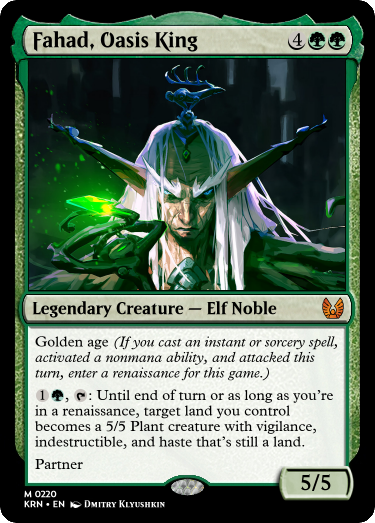 Fahad, Oasis King 4
Legendary Creature — Elf Noble
Golden age (If you cast an instant or sorcery spell,
activated a nonmana ability, and attacked this
turn, enter a renaissance for this game.)
1, : Until end of turn or as long as you're
in a renaissance, target land you control
becomes a 5/5 Plant creature with vigilance,
indestructible, and haste that's still a land.
Partner
5/5
M 0220
KRN • EN Dmitry Klyushkin